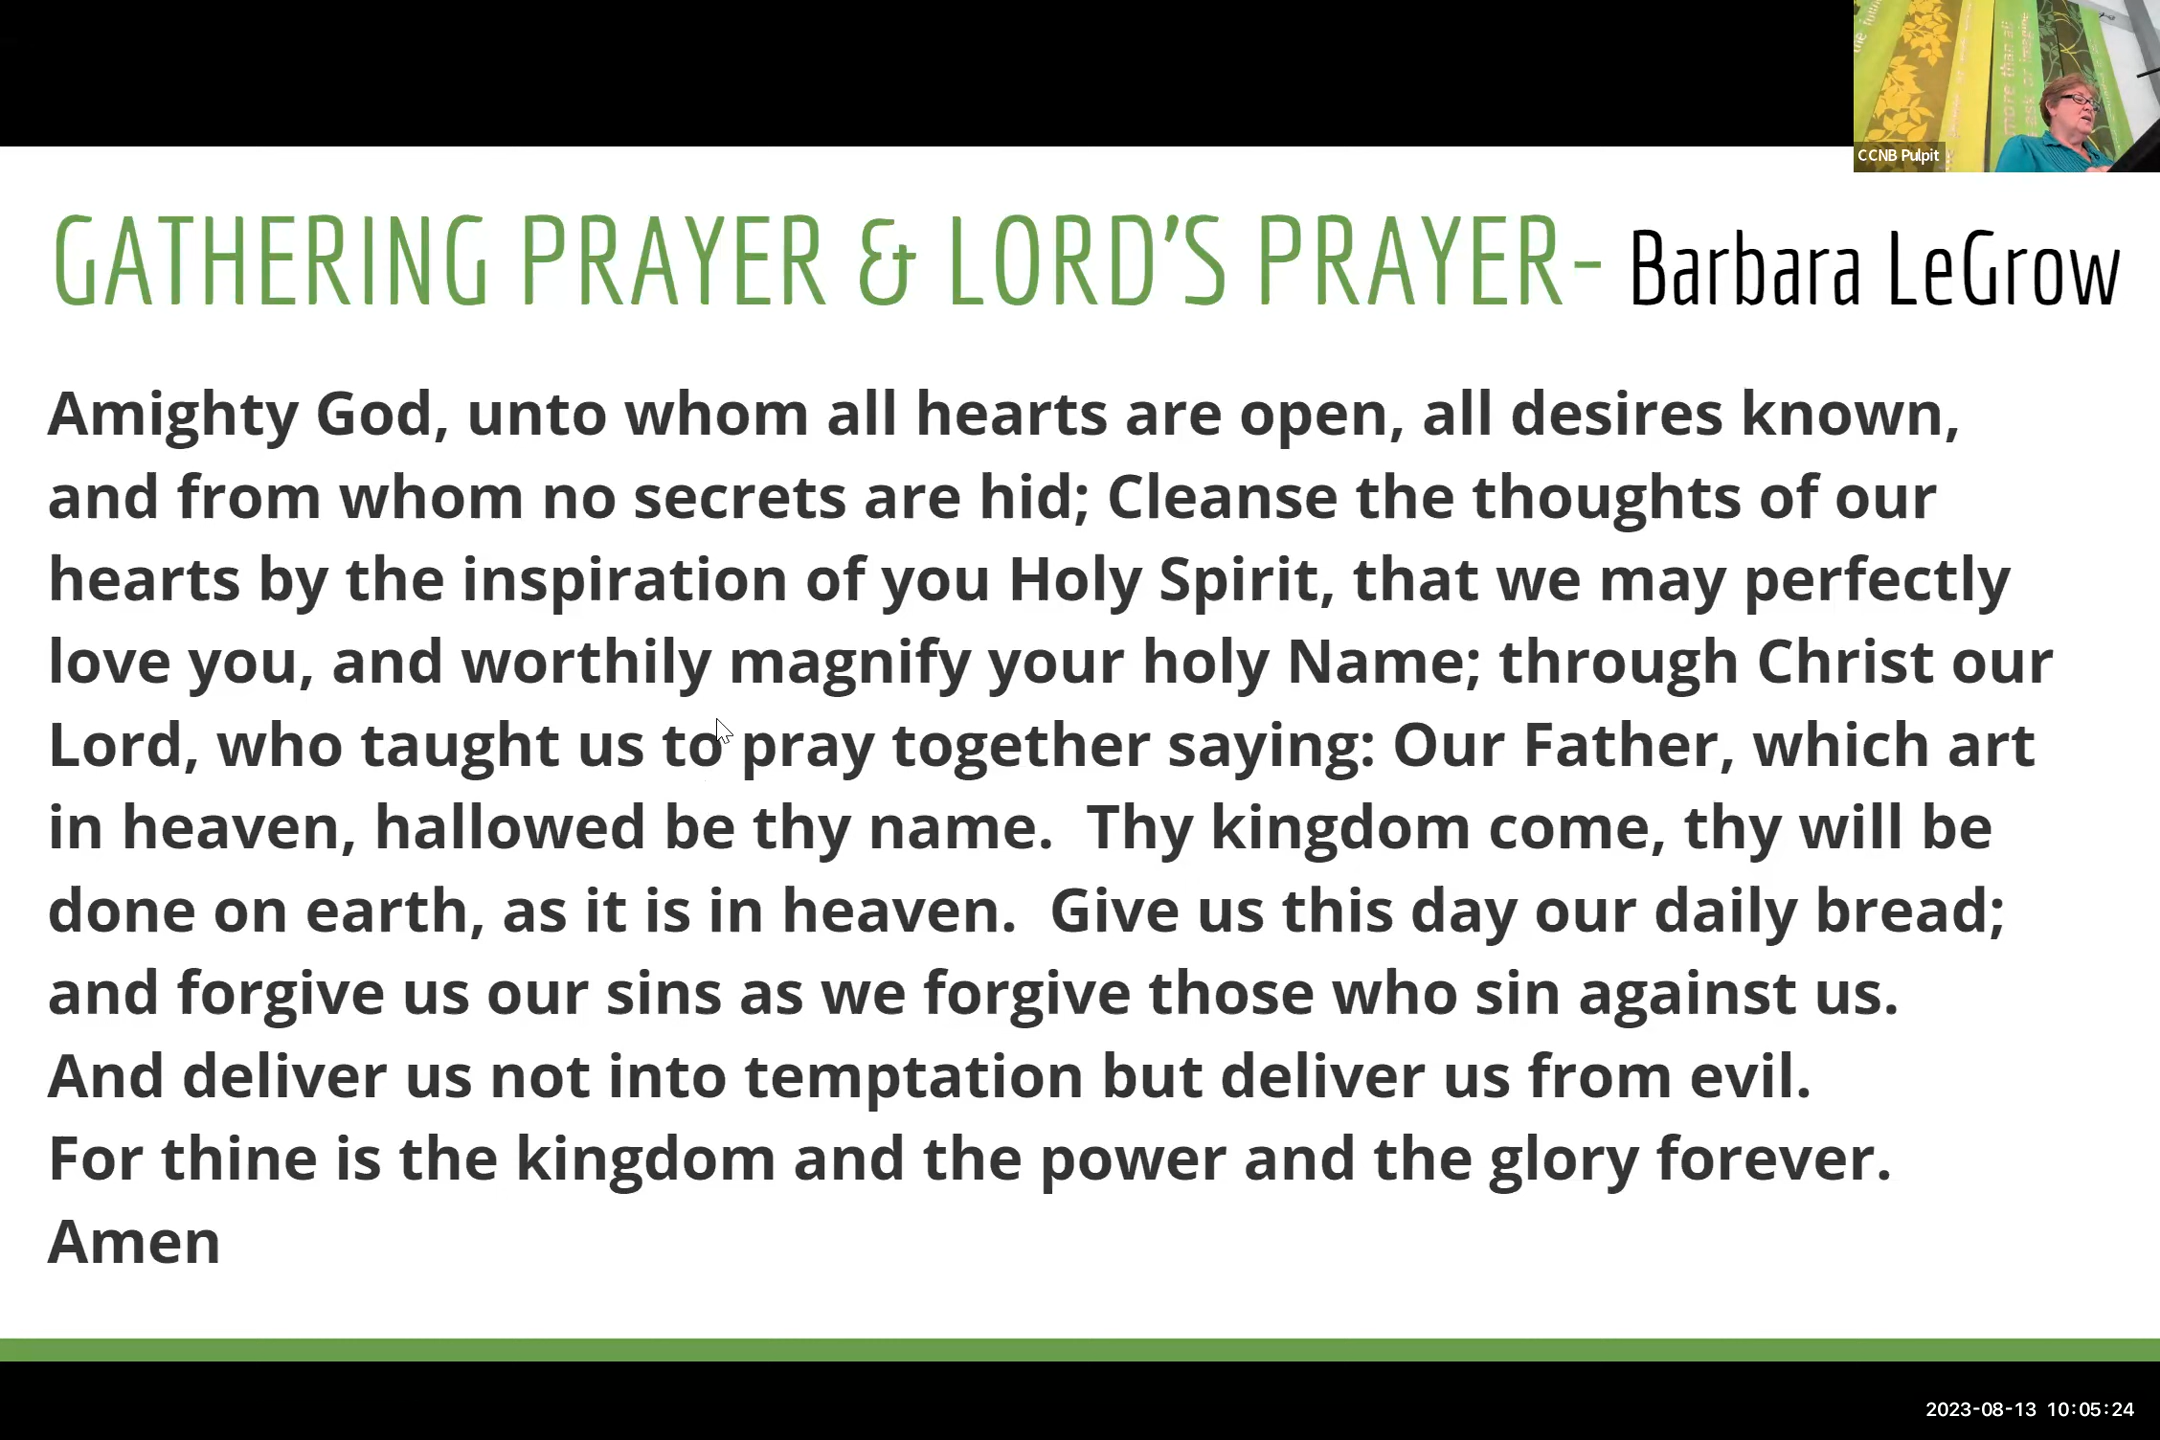 the
more than all
ask or imagine
CCNB Pulpit
GATHERING PRAYER & LORD'S PRAYER- Barbara LeGrow
Amighty God, unto whom all hearts are open, all desires known,
and from whom no secrets are hid; Cleanse the thoughts of our
hearts by the inspiration of you Holy Spirit, that we may perfectly
love you, and worthily magnify your holy Name; through Christ our
Lord, who taught us to pray together saying: Our Father, which art
in heaven, hallowed be thy name.  Thy kingdom come, thy will be
done on earth, as it is in heaven.  Give us this day our daily bread;
and forgive us our sins as we forgive those who sin against us.
And deliver us not into temptation but deliver us from evil.
For thine is the kingdom and the power and the glory forever.
Amen
2023-08-13 10:05:24